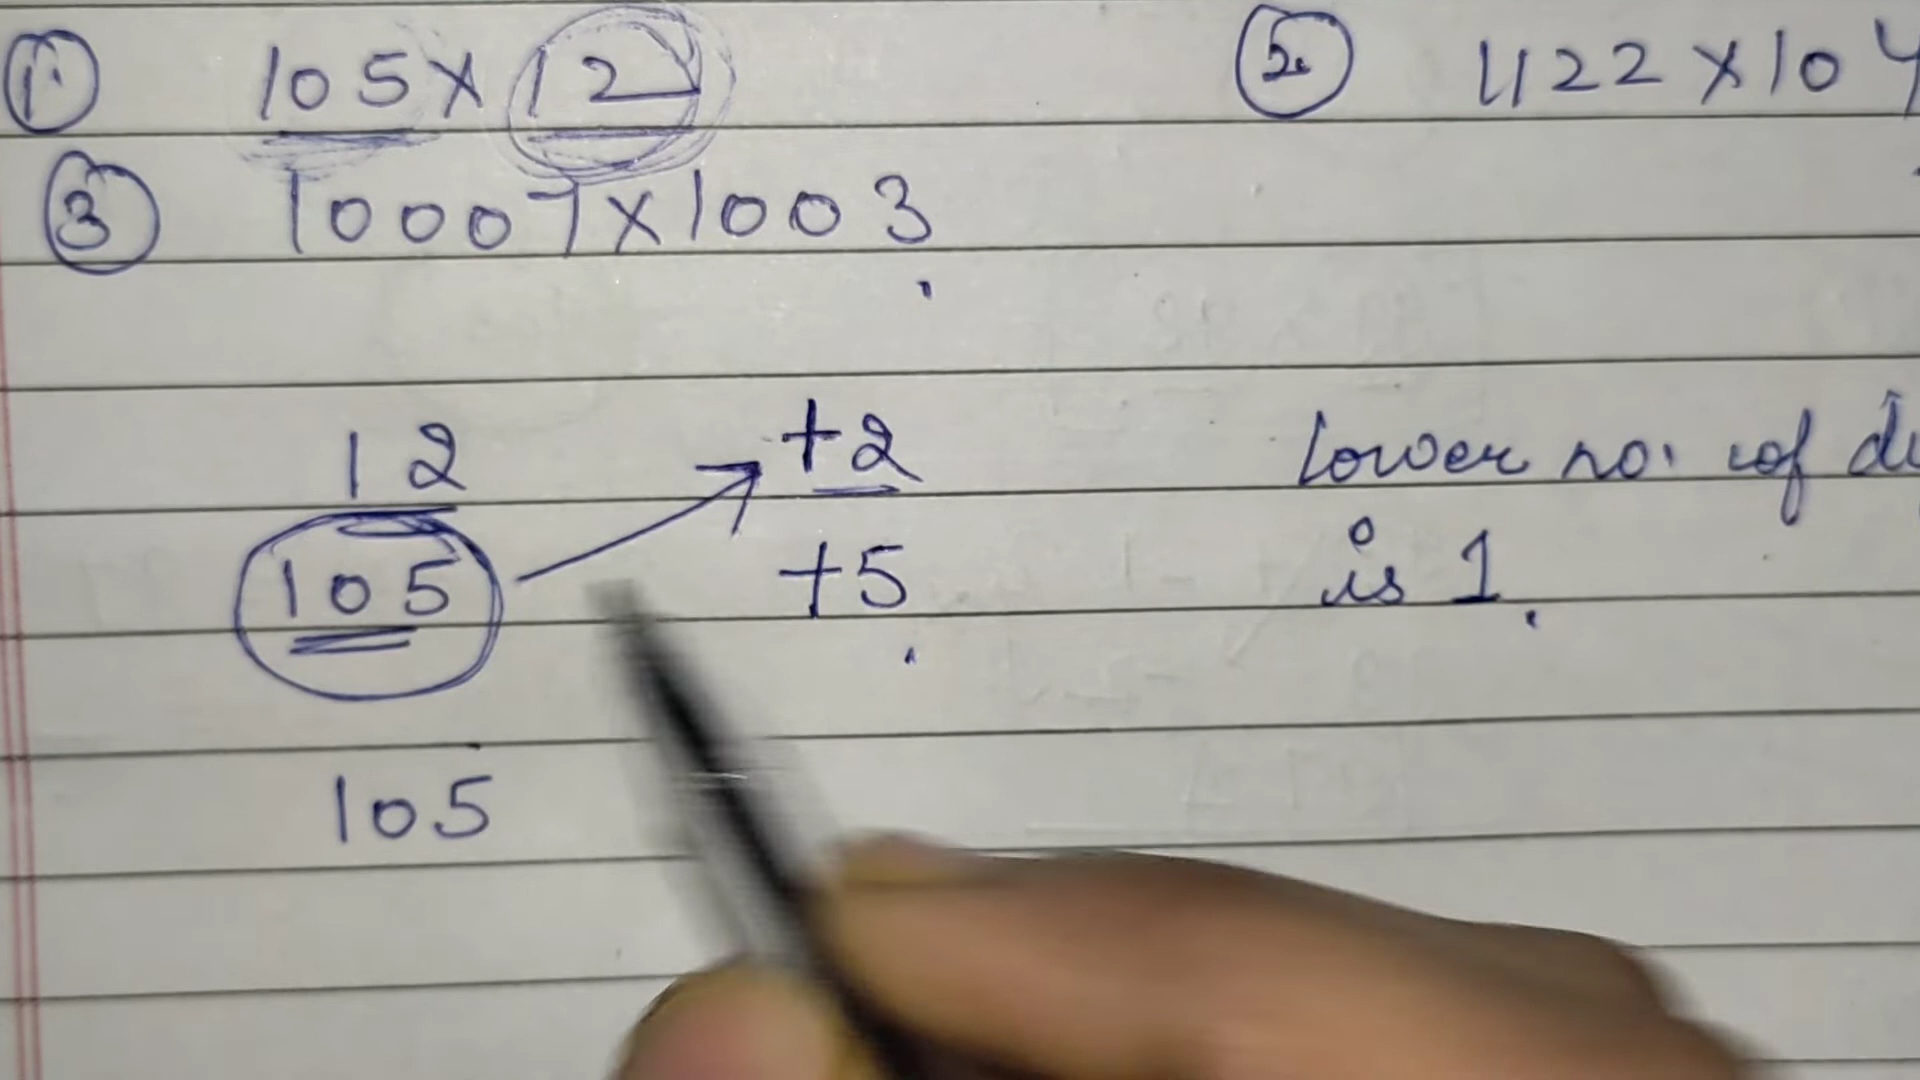 1. 105 X 12
2. 1122 X 104
3 10007 X 1003.
12 +2 Lower no. of
105 +5. is 1.
105